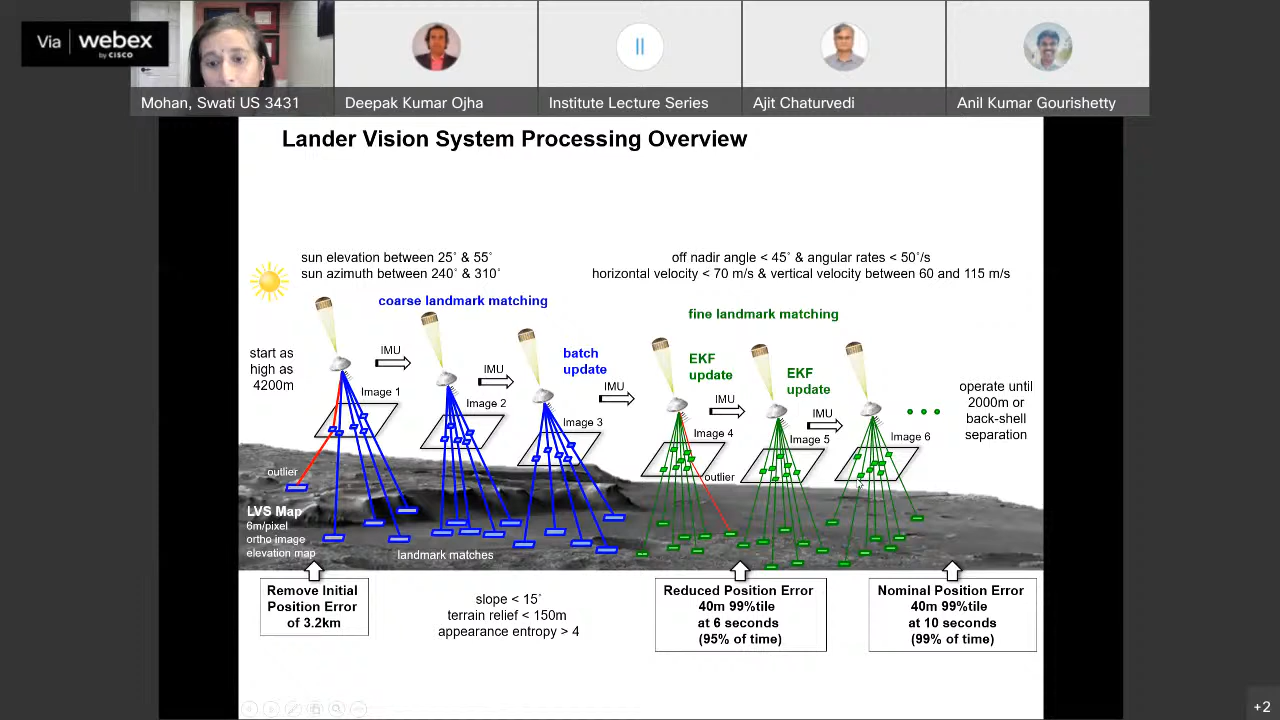 Via webex
by CISCO
Mohan, Swati US 3431
Deepak Kumar Ojha
Institute Lecture Series
Ajit Chaturvedi
Anil Kumar Gourishetty
Lander Vision System Processing Overview
sun elevation between 25˚ & 55˚
sun azimuth between 240˚ & 310˚
off nadir angle < 45˚ & angular rates < 50˚/s
horizontal velocity < 70 m/s & vertical velocity between 60 and 115 m/s
coarse landmark matching
fine landmark matching
start as
high as
4200m
IMU
IMU
batch
update
IMU
EKF
update
IMU
EKF
update
IMU
operate until
2000m or
back-shell
separation
Image 1
Image 2
Image 3
Image 4
Image 5
Image 6
outlier
outlier
LVS Map
6m/pixel
ortho image
elevation map
landmark matches
Remove Initial
Position Error
of 3.2km
slope < 15˚
terrain relief < 150m
appearance entropy > 4
Reduced Position Error
40m 99%tile
at 6 seconds
(95% of time)
Nominal Position Error
40m 99%tile
at 10 seconds
(99% of time)
+2